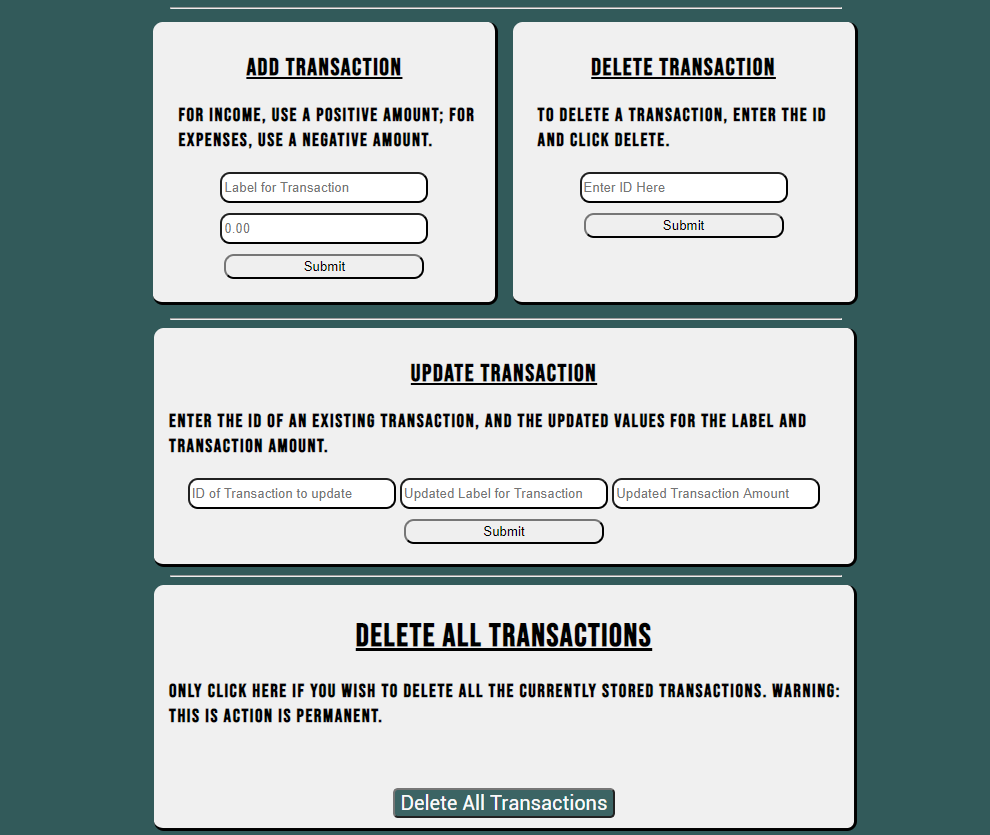 ADD TRANSACTION
FOR INCOME, USE A POSITIVE AMOUNT; FOR
EXPENSES, USE A NEGATIVE AMOUNT.
Label for Transaction
0.00
Submit
DELETE TRANSACTION
TO DELETE A TRANSACTION, ENTER THE ID
AND CLICK DELETE.
Enter ID Here
Submit
UPDATE TRANSACTION
ENTER THE ID OF AN EXISTING TRANSACTION, AND THE UPDATED VALUES FOR THE LABEL AND
TRANSACTION AMOUNT.
ID of Transaction to update
Updated Label for Transaction
Updated Transaction Amount
Submit
DELETE ALL TRANSACTIONS
ONLY CLICK HERE IF YOU WISH TO DELETE ALL THE CURRENTLY STORED TRANSACTIONS. WARNING:
THIS IS ACTION IS PERMANENT.
Delete All Transactions